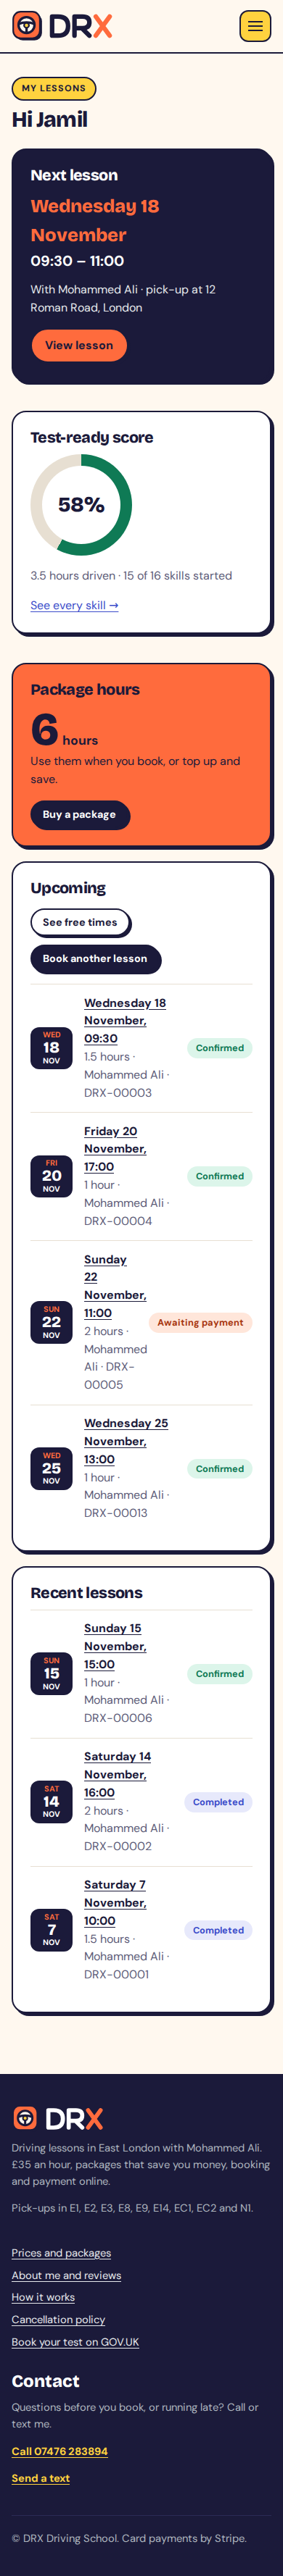 DRX
MY LESSONS
Hi Jamil
Next lesson
Wednesday 18
November
09:30 – 11:00
With Mohammed Ali · pick-up at 12
Roman Road, London
View lesson
Test-ready score
58%
3.5 hours driven · 15 of 16 skills started
See every skill →
Package hours
6 hours
Use them when you book, or top up and
save.
Buy a package
Upcoming
See free times
Book another lesson
WED
18
NOV
Wednesday 18
November,
09:30
1.5 hours ·
Mohammed Ali ·
DRX-00003
Confirmed
FRI
20
NOV
Friday 20
November,
17:00
1 hour ·
Mohammed Ali ·
DRX-00004
Confirmed
SUN
22
NOV
Sunday
22
November,
11:00
2 hours ·
Mohammed
Ali · DRX-
00005
Awaiting payment
WED
25
NOV
Wednesday 25
November,
13:00
1 hour ·
Mohammed Ali ·
DRX-00013
Confirmed
Recent lessons
SUN
15
NOV
Sunday 15
November,
15:00
1 hour ·
Mohammed Ali ·
DRX-00006
Confirmed
SAT
14
NOV
Saturday 14
November,
16:00
2 hours ·
Mohammed Ali ·
DRX-00002
Completed
SAT
7
NOV
Saturday 7
November,
10:00
1.5 hours ·
Mohammed Ali ·
DRX-00001
Completed
DRX
Driving lessons in East London with Mohammed Ali.
£35 an hour, packages that save you money, booking
and payment online.
Pick-ups in E1, E2, E3, E8, E9, E14, EC1, EC2 and N1.
Prices and packages
About me and reviews
How it works
Cancellation policy
Book your test on GOV.UK
Contact
Questions before you book, or running late? Call or
text me.
Call 07476 283894
Send a text
© DRX Driving School. Card payments by Stripe.